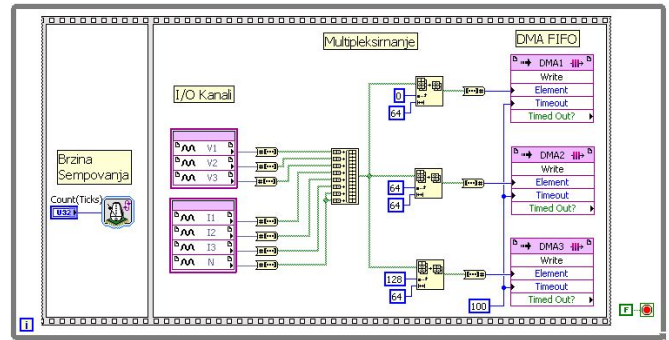 Multipleksirnanje
DMA FIFO
I/O Kanali
Brzina
Sempovanja
Count(Ticks)
U32
V1
V2
V3
I1
I2
I3
N
0
64
64
64
128
64
100
DMA1
Write
Element
Timeout
Timed Out?
DMA2
Write
Element
Timeout
Timed Out?
DMA3
Write
Element
Timeout
Timed Out?
i
F